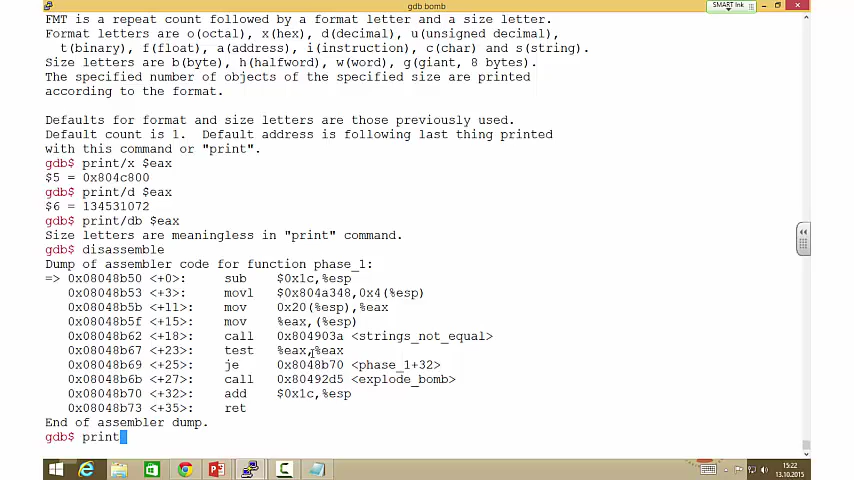 gdb bomb
SMART Ink
FMT is a repeat count followed by a format letter and a size letter.
Format letters are o(octal), x(hex), d(decimal), u(unsigned decimal),
t(binary), f(float), a(address), i(instruction), c(char) and s(string).
Size letters are b(byte), h(halfword), w(word), g(giant, 8 bytes).
The specified number of objects of the specified size are printed
according to the format.
Defaults for format and size letters are those previously used.
Default count is 1.  Default address is following last thing printed
with this command or "print".
gdb$ print/x $eax
$5 = 0x804c800
gdb$ print/d $eax
$6 = 134531072
gdb$ print/db $eax
Size letters are meaningless in "print" command.
gdb$ disassemble
Dump of assembler code for function phase_1:
=> 0x08048b50 <+0>: sub $0x1c,%esp
0x08048b53 <+3>: movl $0x804a348,0x4(%esp)
0x08048b5b <+11>: mov 0x20(%esp),%eax
0x08048b5f <+15>: mov %eax,(%esp)
0x08048b62 <+18>: call 0x804903a <strings_not_equal>
0x08048b67 <+23>: test %eax,%eax
0x08048b69 <+25>: je 0x8048b70 <phase_1+32>
0x08048b6b <+27>: call 0x80492d5 <explode_bomb>
0x08048b70 <+32>: add $0x1c,%esp
0x08048b73 <+35>: ret
End of assembler dump.
gdb$ print
15:22
13.10.2015